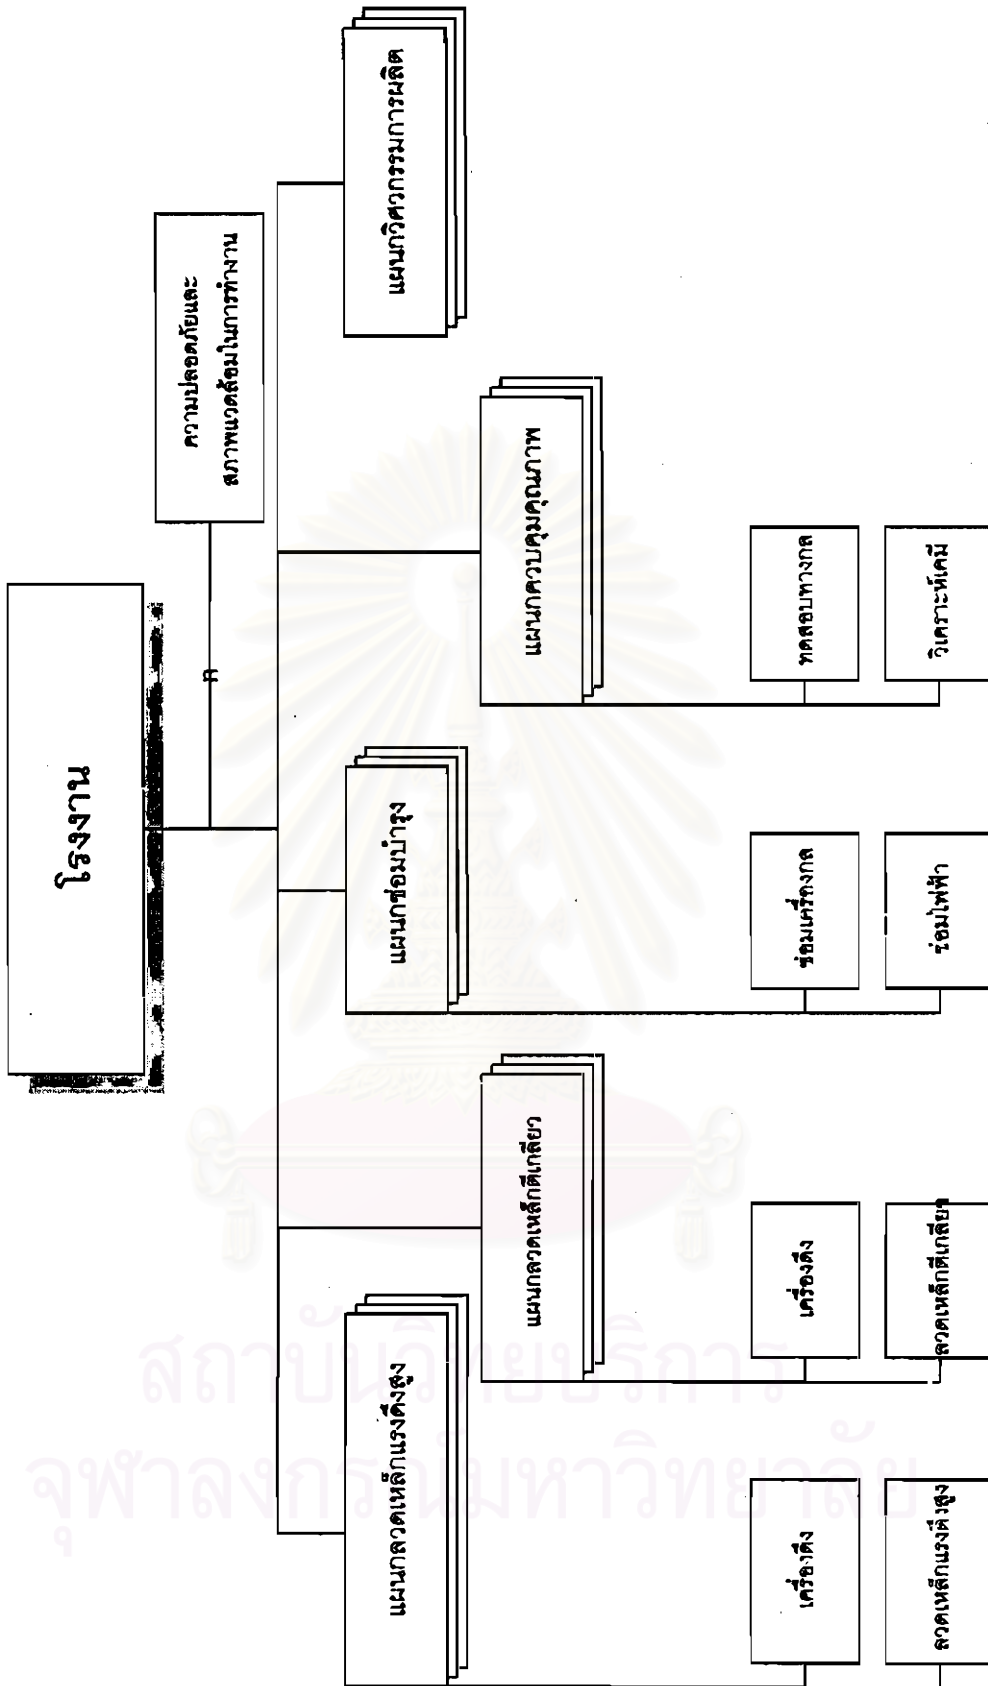 โรงงาน
ความปลอดภัยและ
สภาพแวดล้อมในการทำงาน
แผนกลวดเหล็กแรงดึงสูง
แผนกลวดเหล็กตีเกลียว
แผนกซ่อมบำรุง
แผนกควบคุมคุณภาพ
แผนกวิศวกรรมการผลิต
เครื่องดึง
ลวดเหล็กแรงดึงสูง
เครื่องดึง
ลวดเหล็กตีเกลียว
ซ่อมเครื่องกล
ซ่อมไฟฟ้า
ทดสอบทางกล
วิเคราะห์เคมี
สถาบันวิทยบริการ
จุฬาลงกรณ์มหาวิทยาลัย